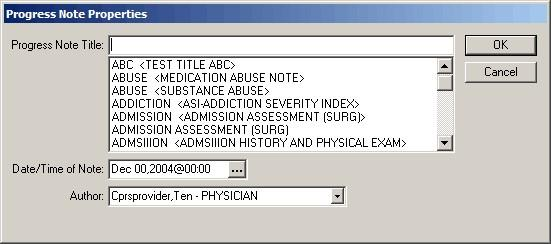 Progress Note Properties
Progress Note Title:
OK
Cancel
ABC <TEST TITLE ABC>
ABUSE <MEDICATION ABUSE NOTE>
ABUSE <SUBSTANCE ABUSE>
ADDICTION <ASI-ADDICTION SEVERITY INDEX>
ADMISSION <ADMISSION ASSESSMENT (SURG)>
ADMISSION ASSESSMENT (SURG)
ADMSIIION <ADMSIIION HISTORY AND PHYSICAL EXAM>
Date/Time of Note: Dec 00,2004@00:00 ...
Author: Cprsprovider,Ten - PHYSICIAN